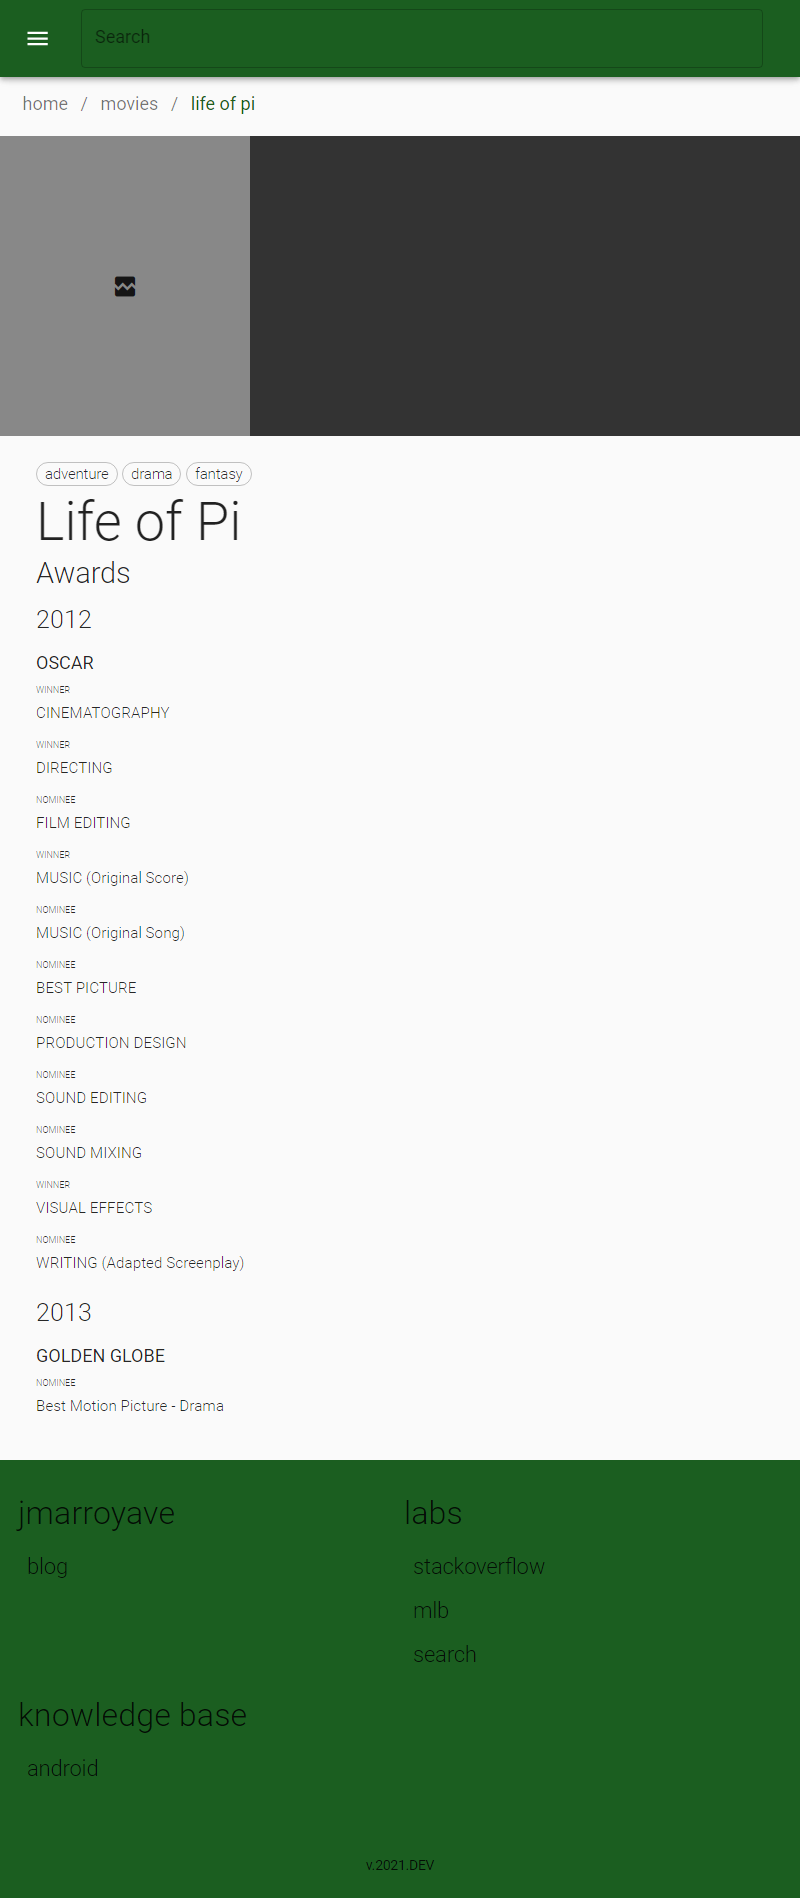 Search
home / movies / life of pi
adventure drama fantasy
Life of Pi
Awards
2012
OSCAR
WINNER
CINEMATOGRAPHY
WINNER
DIRECTING
NOMINEE
FILM EDITING
WINNER
MUSIC (Original Score)
NOMINEE
MUSIC (Original Song)
NOMINEE
BEST PICTURE
NOMINEE
PRODUCTION DESIGN
NOMINEE
SOUND EDITING
NOMINEE
SOUND MIXING
WINNER
VISUAL EFFECTS
NOMINEE
WRITING (Adapted Screenplay)
2013
GOLDEN GLOBE
NOMINEE
Best Motion Picture - Drama
jmarroyave
blog
labs
stackoverflow
mlb
search
knowledge base
android
v.2021.DEV